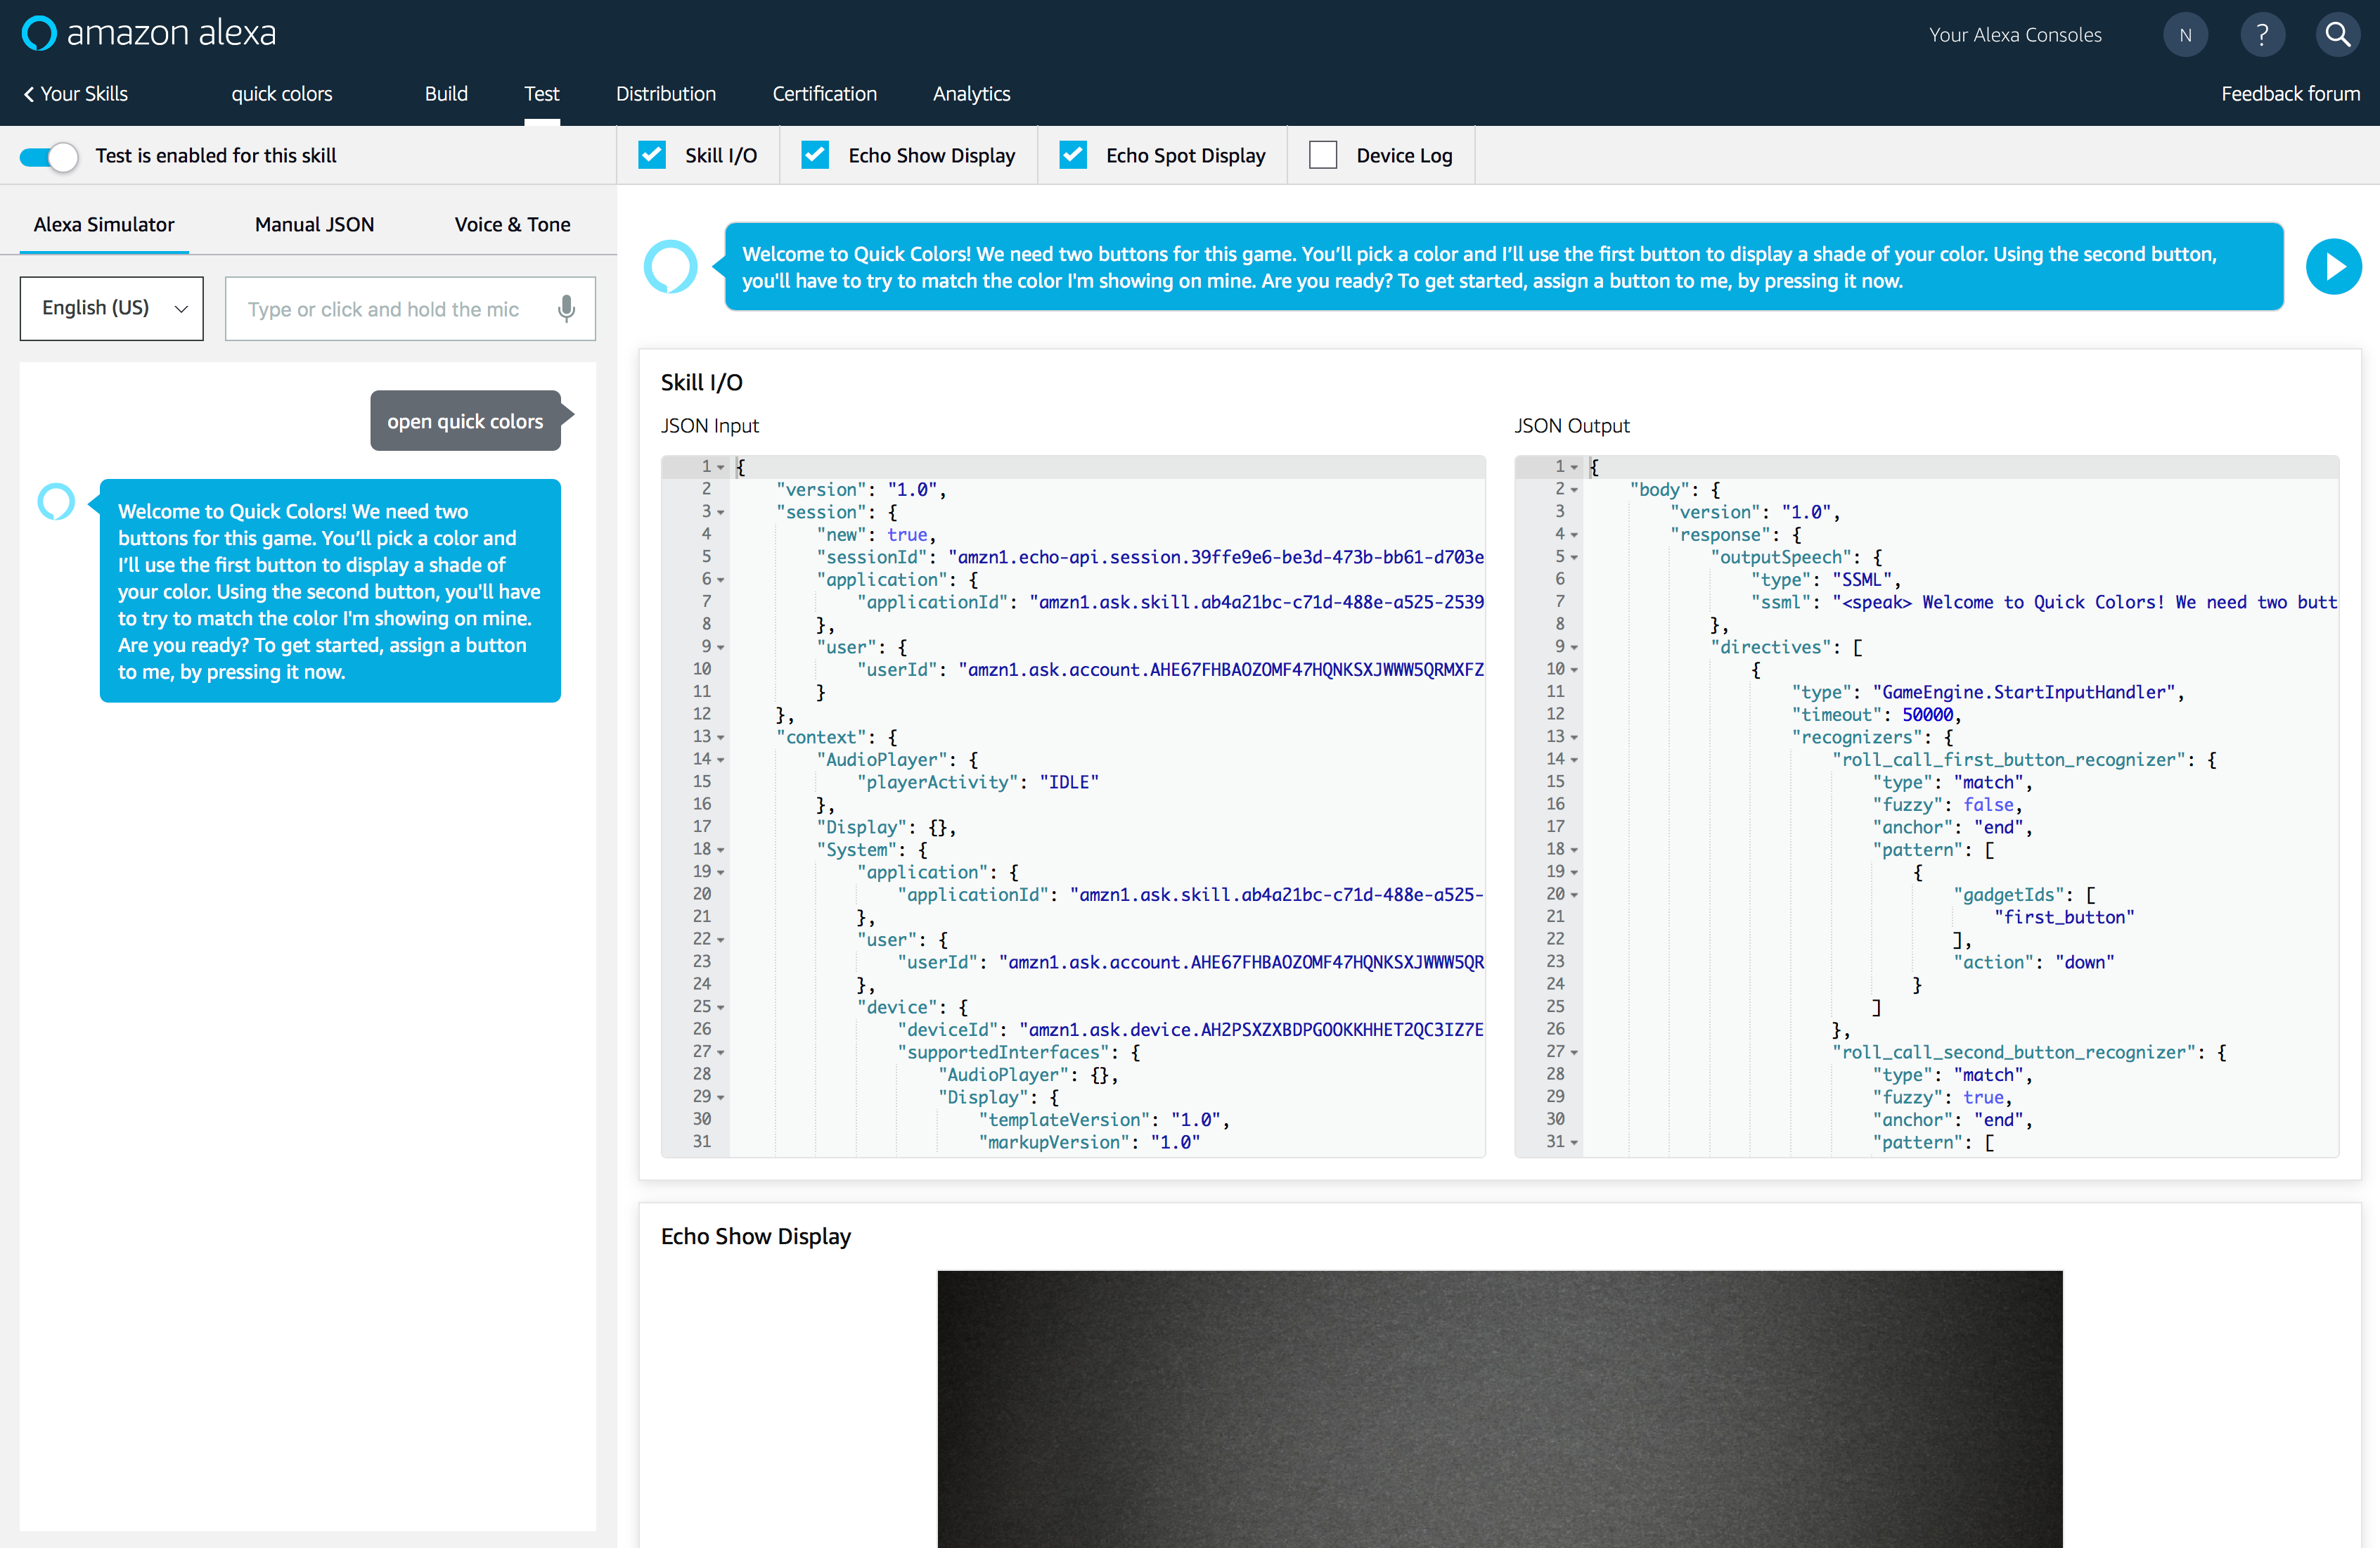 amazon alexa
Your Alexa Consoles
N
?
Your Skills
quick colors
Build
Test
Distribution
Certification
Analytics
Feedback forum
Test is enabled for this skill
Skill I/O
Echo Show Display
Echo Spot Display
Device Log
Alexa Simulator
Manual JSON
Voice & Tone
English (US)
Type or click and hold the mic
open quick colors
Welcome to Quick Colors! We need two
buttons for this game. You’ll pick a color and
I’ll use the first button to display a shade of
your color. Using the second button, you'll have
to try to match the color I'm showing on mine.
Are you ready? To get started, assign a button
to me, by pressing it now.
Welcome to Quick Colors! We need two buttons for this game. You’ll pick a color and I’ll use the first button to display a shade of your color. Using the second button,
you'll have to try to match the color I'm showing on mine. Are you ready? To get started, assign a button to me, by pressing it now.
Skill I/O
JSON Input
1 {
2 "version": "1.0",
3 "session": {
4 "new": true,
5 "sessionId": "amzn1.echo-api.session.39ffe9e6-be3d-473b-bb61-d703e
6 "application": {
7 "applicationId": "amzn1.ask.skill.ab4a21bc-c71d-488e-a525-2539
8 },
9 "user": {
10 "userId": "amzn1.ask.account.AHE67FHBAOZOMF47HQNKSXJWWW5QRMXFZ
11 }
12 },
13 "context": {
14 "AudioPlayer": {
15 "playerActivity": "IDLE"
16 },
17 "Display": {},
18 "System": {
19 "application": {
20 "applicationId": "amzn1.ask.skill.ab4a21bc-c71d-488e-a525-
21 },
22 "user": {
23 "userId": "amzn1.ask.account.AHE67FHBAOZOMF47HQNKSXJWWW5QR
24 },
25 "device": {
26 "deviceId": "amzn1.ask.device.AH2PSXZXBDPGOOKKHHET2QC3IZ7E
27 "supportedInterfaces": {
28 "AudioPlayer": {},
29 "Display": {
30 "templateVersion": "1.0",
31 "markupVersion": "1.0"
JSON Output
1 {
2 "body": {
3 "version": "1.0",
4 "response": {
5 "outputSpeech": {
6 "type": "SSML",
7 "ssml": "<speak> Welcome to Quick Colors! We need two butt
8 },
9 "directives": [
10 {
11 "type": "GameEngine.StartInputHandler",
12 "timeout": 50000,
13 "recognizers": {
14 "roll_call_first_button_recognizer": {
15 "type": "match",
16 "fuzzy": false,
17 "anchor": "end",
18 "pattern": [
19 {
20 "gadgetIds": [
21 "first_button"
22 ],
23 "action": "down"
24 }
25 ]
26 },
27 "roll_call_second_button_recognizer": {
28 "type": "match",
29 "fuzzy": true,
30 "anchor": "end",
31 "pattern": [
Echo Show Display